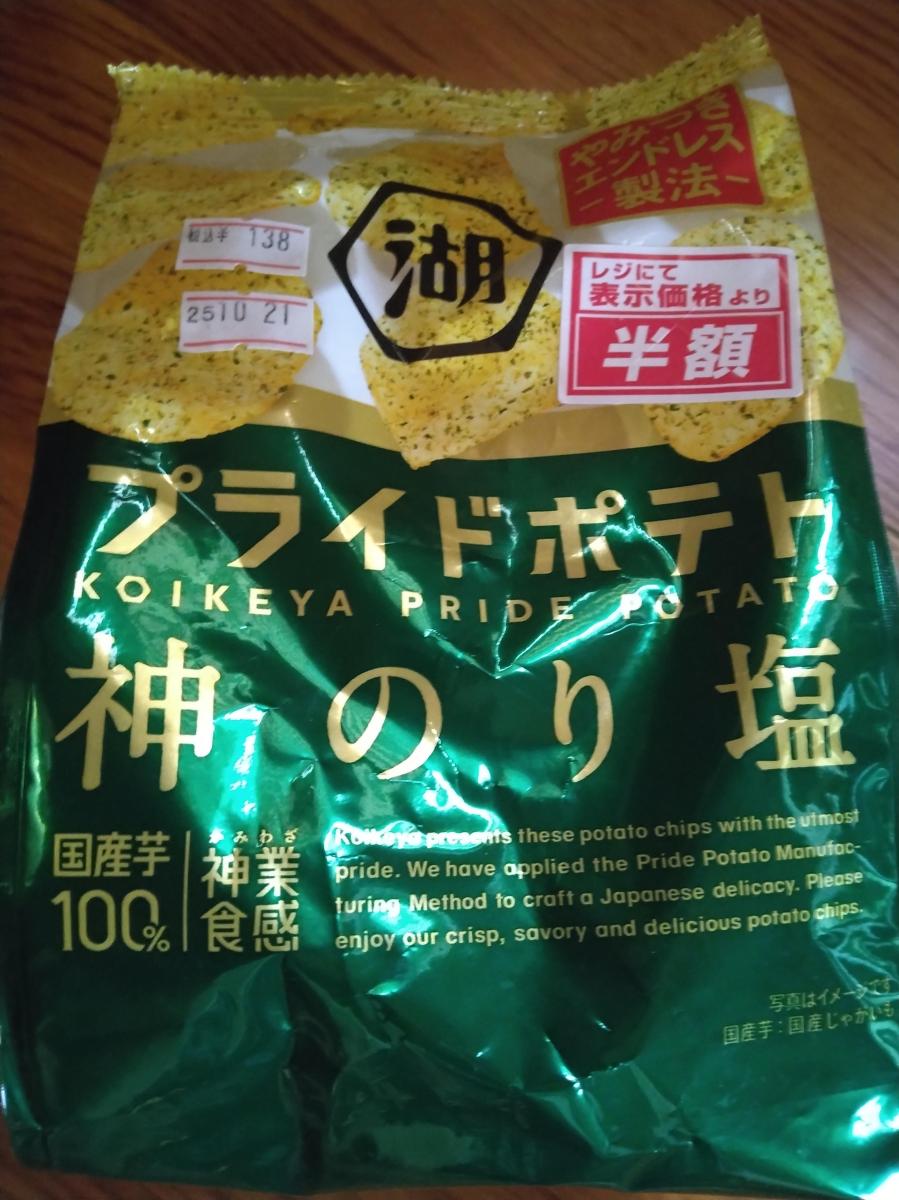 やみつき
エンドレス
製法
湖
税込¥ 138
2510 21
レジにて
表示価格より
半額
プライドポテト
KOIKEYA PRIDE POTATO
神のり塩
国産芋
100%
かみわざ
神業
食感
Koikeya presents these potato chips with the utmost
pride. We have applied the Pride Potato Manufac-
turing Method to craft a Japanese delicacy. Please
enjoy our crisp, savory and delicious potato chips.
写真はイメージです
国産芋:国産じゃがいも